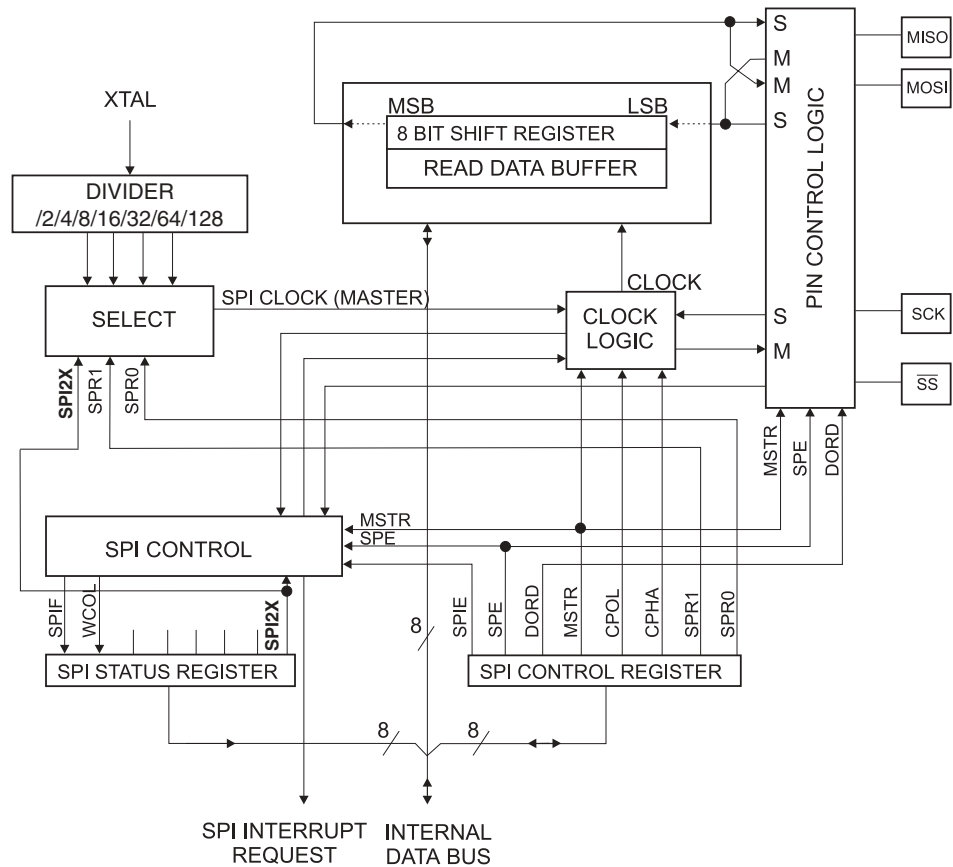 S
MISO
M
M
MOSI
XTAL
MSB
LSB
S
8 BIT SHIFT REGISTER
READ DATA BUFFER
PIN CONTROL LOGIC
DIVIDER
/2/4/8/16/32/64/128
SPI CLOCK (MASTER)
CLOCK
SELECT
CLOCK
LOGIC
S
M
SCK
SS
SPI2X
SPR1
SPR0
MSTR
SPE
DORD
SPI CONTROL
MSTR
SPE
SPIF
WCOL
SPI2X
8
SPIE
SPE
DORD
MSTR
CPOL
CPHA
SPR1
SPR0
SPI STATUS REGISTER
SPI CONTROL REGISTER
8
8
SPI INTERRUPT
REQUEST
INTERNAL
DATA BUS